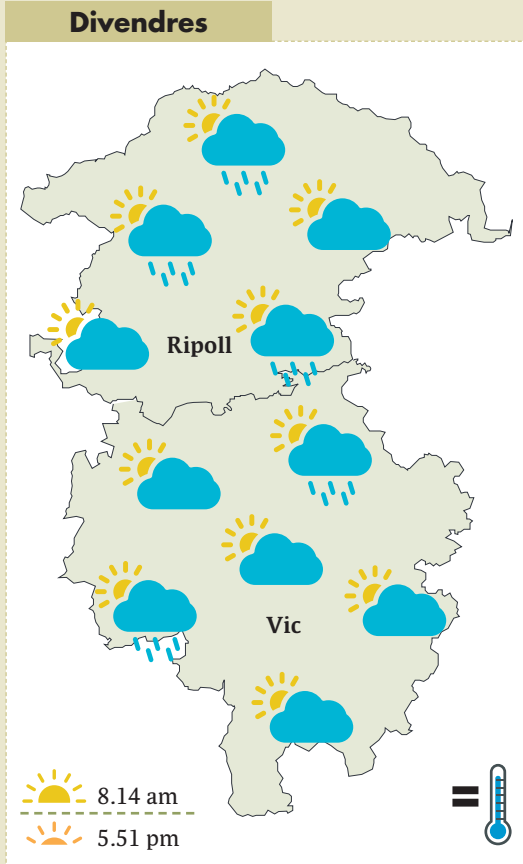 Divendres
Ripoll
Vic
8.14 am
5.51 pm
=